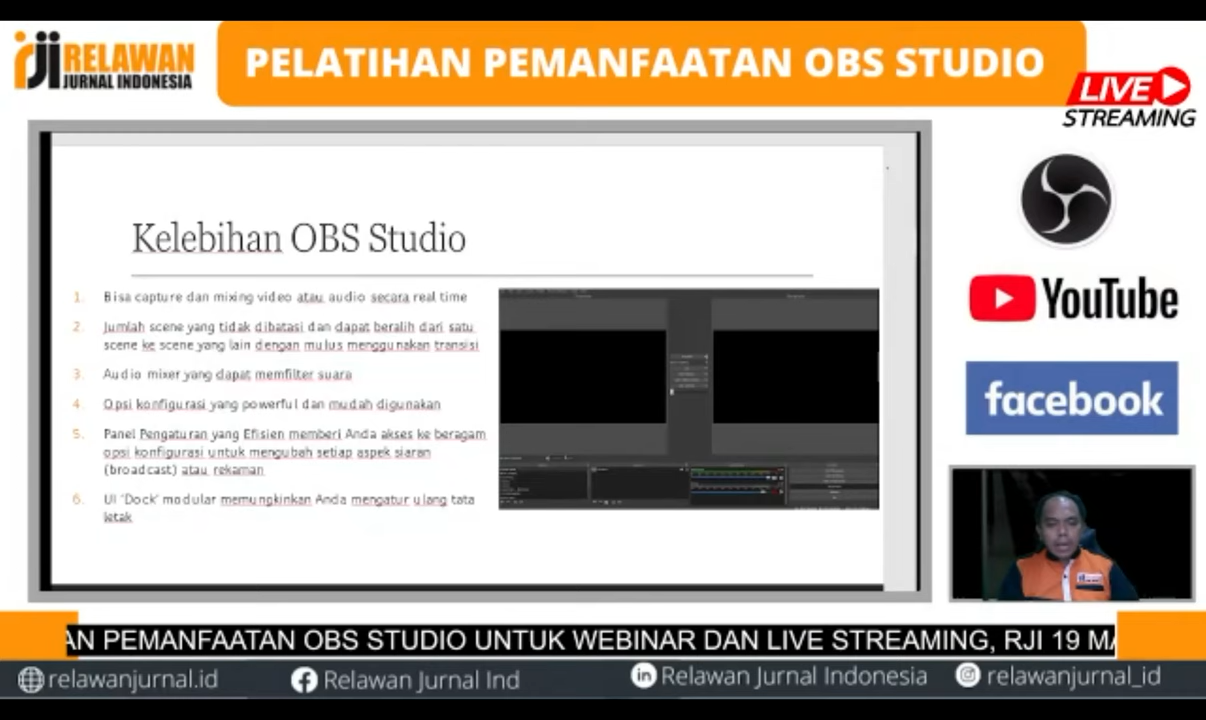 RELAWAN
JURNAL INDONESIA
PELATIHAN PEMANFAATAN OBS STUDIO
LIVE
STREAMING
Kelebihan OBS Studio
1. Bisa capture dan mixing video atau audio secara real time
2. Jumlah scene yang tidak dibatasi dan dapat beralih dari satu
scene ke scene yang lain dengan mulus menggunakan transisi
3. Audio mixer yang dapat memfilter suara
4. Opsi konfigurasi yang powerful dan mudah digunakan
5. Panel Pengaturan yang Efisien memberi Anda akses ke beragam
opsi konfigurasi untuk mengubah setiap aspek siaran
(broadcast) atau rekaman
6. UI 'Dock' modular memungkinkan Anda mengatur ulang tata
letak
YouTube
facebook
AN PEMANFAATAN OBS STUDIO UNTUK WEBINAR DAN LIVE STREAMING, RJI 19 MA
relawanjurnal.id
Relawan Jurnal Ind
Relawan Jurnal Indonesia
relawanjurnal_id